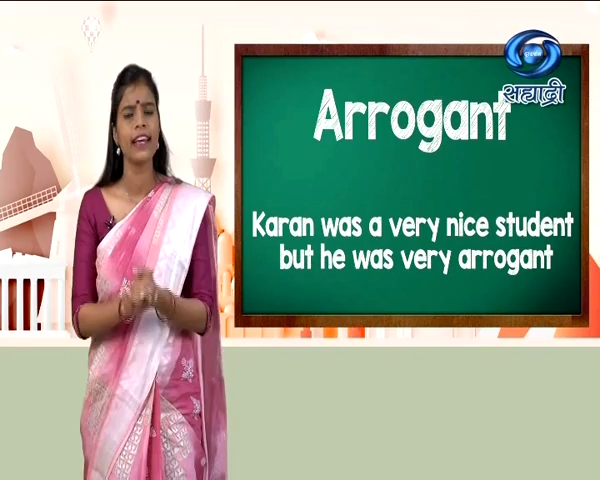 सह्याद्री
Arrogant
Karan was a very nice student
but he was very arrogant